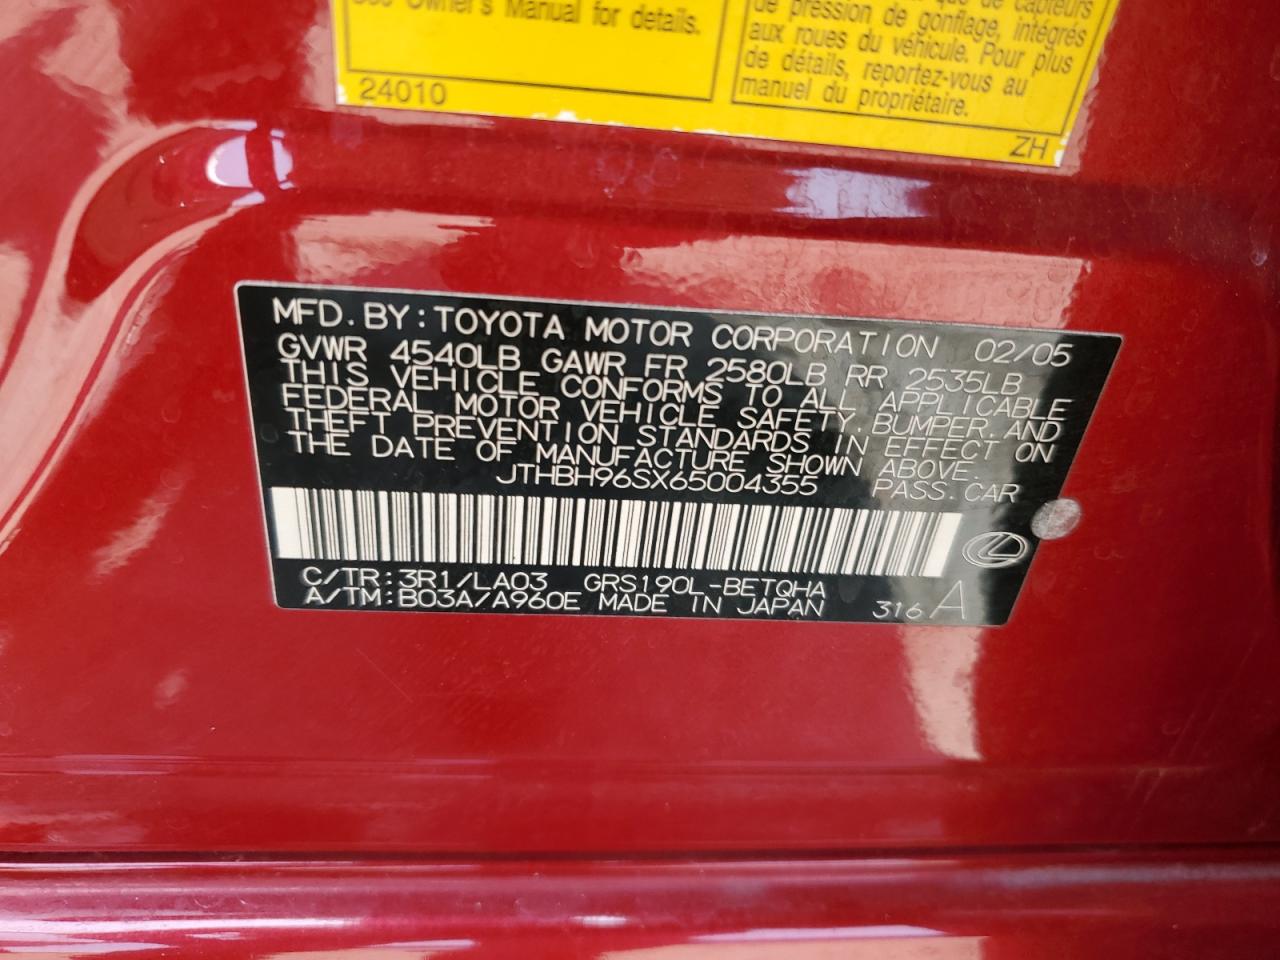 See Owner's Manual for details.
24010
que de capteurs
de pression de gonflage, intégrés
aux roues du véhicule. Pour plus
de détails, reportez-vous au
manuel du propriétaire.
ZH
MFD. BY: TOYOTA MOTOR CORPORATION 02/05
GVWR 4540LB GAWR FR 2580LB RR 2535LB
THIS VEHICLE CONFORMS TO ALL APPLICABLE
FEDERAL MOTOR VEHICLE SAFETY, BUMPER, AND
THEFT PREVENTION STANDARDS IN EFFECT ON
THE DATE OF MANUFACTURE SHOWN ABOVE.
JTHBH96SX65004355 PASS. CAR
C/TR: 3R1/LA03 GRS190L-BETQHA
A/TM: B03A/A960E MADE IN JAPAN 316 A